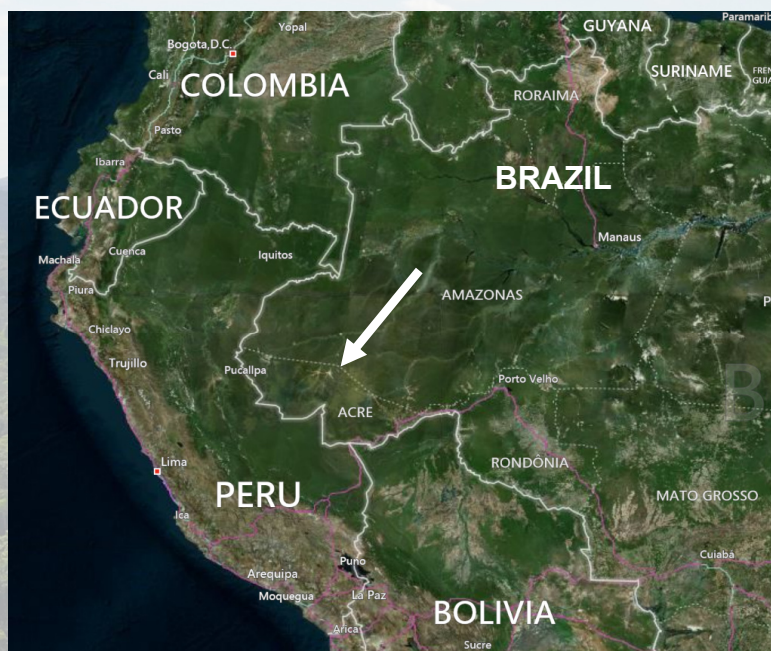 GUYANA
Paramarib
Yopal
Bogota,D.C.
SURINAME
FREN
GUIA
Cali
COLOMBIA
RORAIMA
Pasto
Ibarra
BRAZIL
ECUADOR
Manaus
Cuenca
Iquitos
Machala
Piura
AMAZONAS
P
Chiclayo
Trujillo
Pucallpa
Porto Velho
B
ACRE
Lima
RONDÔNIA
PERU
MATO GROSSO
Ica
Cuiabá
Puno
Arequipa
La Paz
Moquegua
BOLIVIA
Arica
Sucre